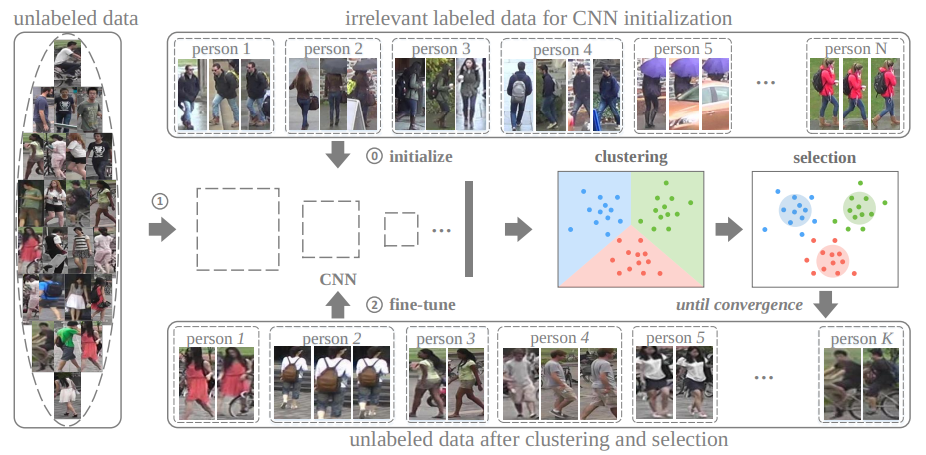 unlabeled data
irrelevant labeled data for CNN initialization
person 1
person 2
person 3
person 4
person 5
person N
...
⓪ initialize
clustering
selection
①
...
CNN
② fine-tune
until convergence
person 1
person 2
person 3
person 4
person 5
person K
...
unlabeled data after clustering and selection